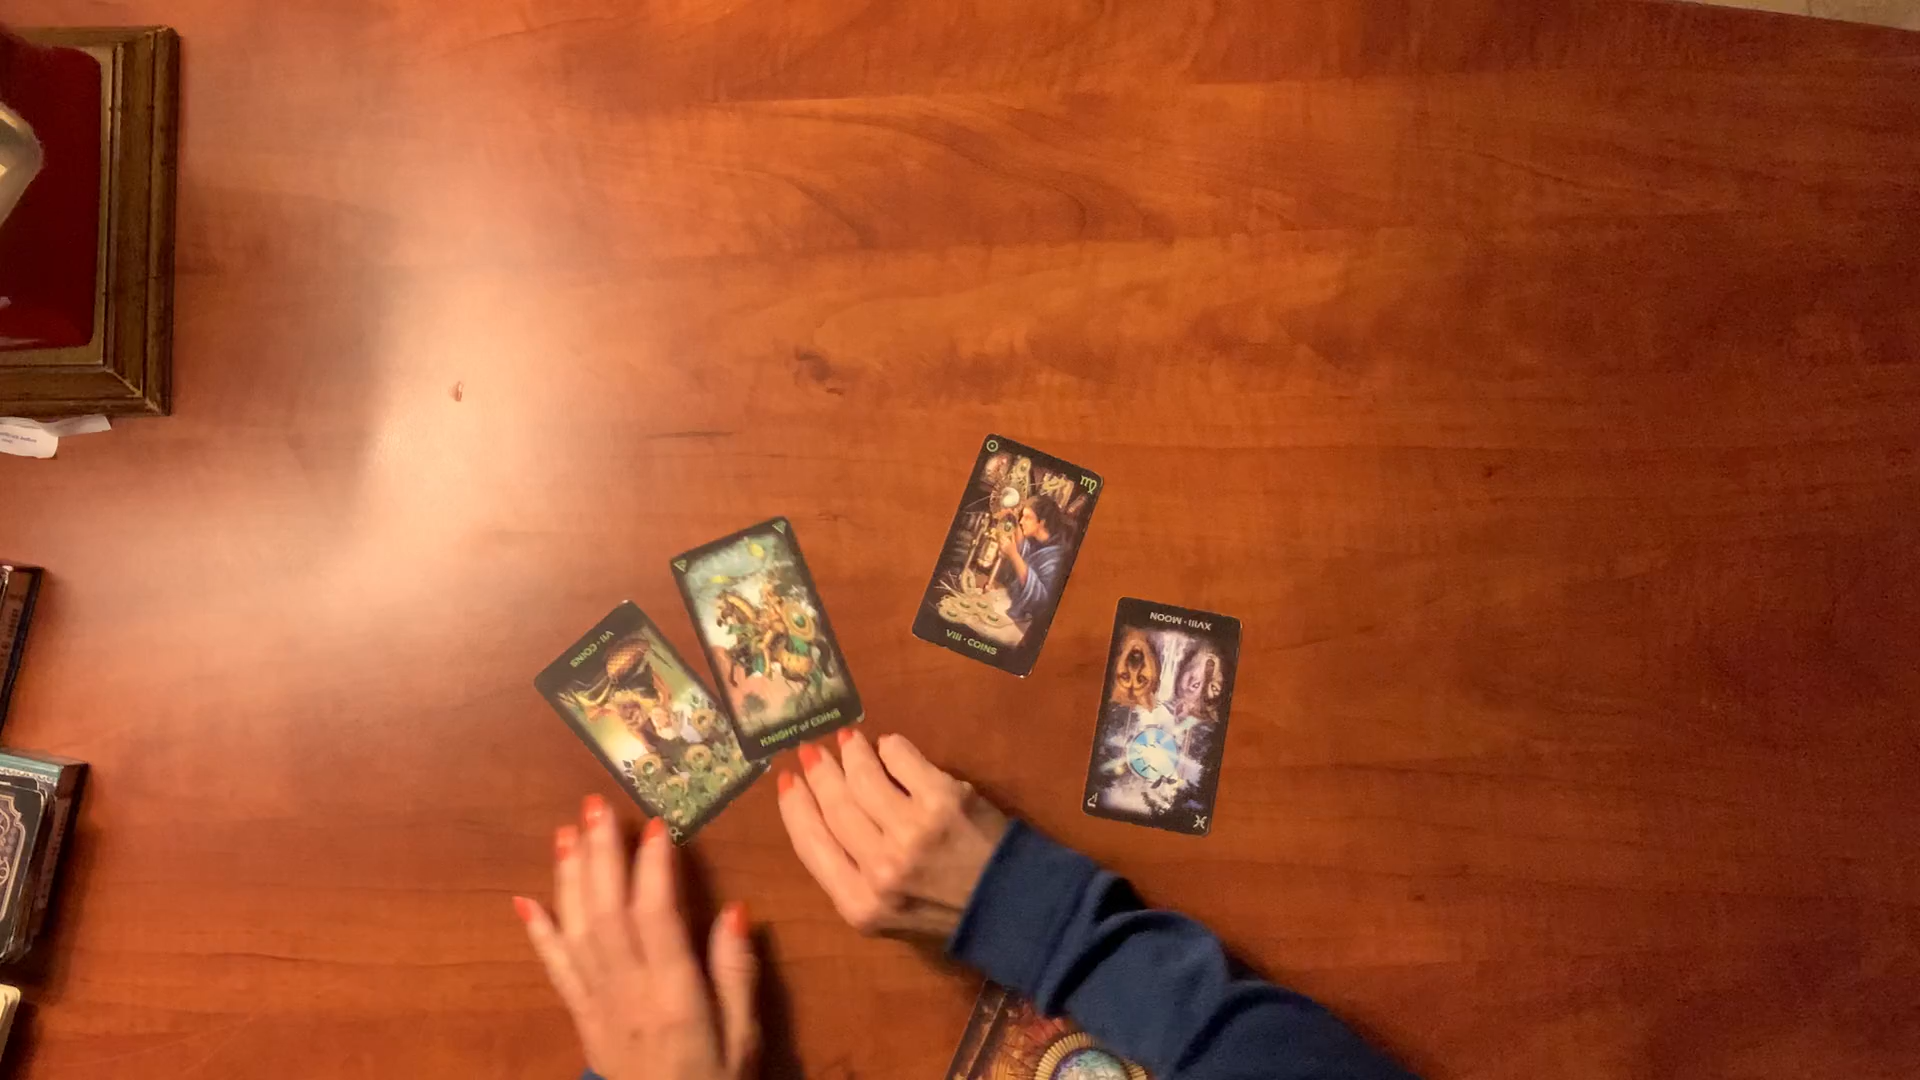 VIII · COINS
XVIII · MOON
VII · COINS
KNIGHT of COINS